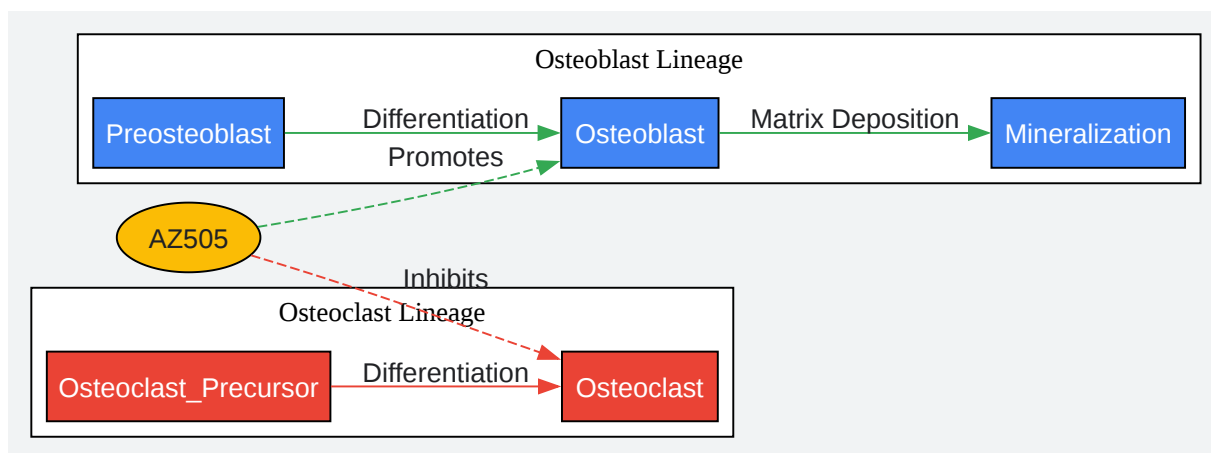 Osteoblast Lineage
Preosteoblast
Differentiation
Osteoblast
Matrix Deposition
Mineralization
Promotes
AZ505
Inhibits
Osteoclast Lineage
Osteoclast_Precursor
Differentiation
Osteoclast